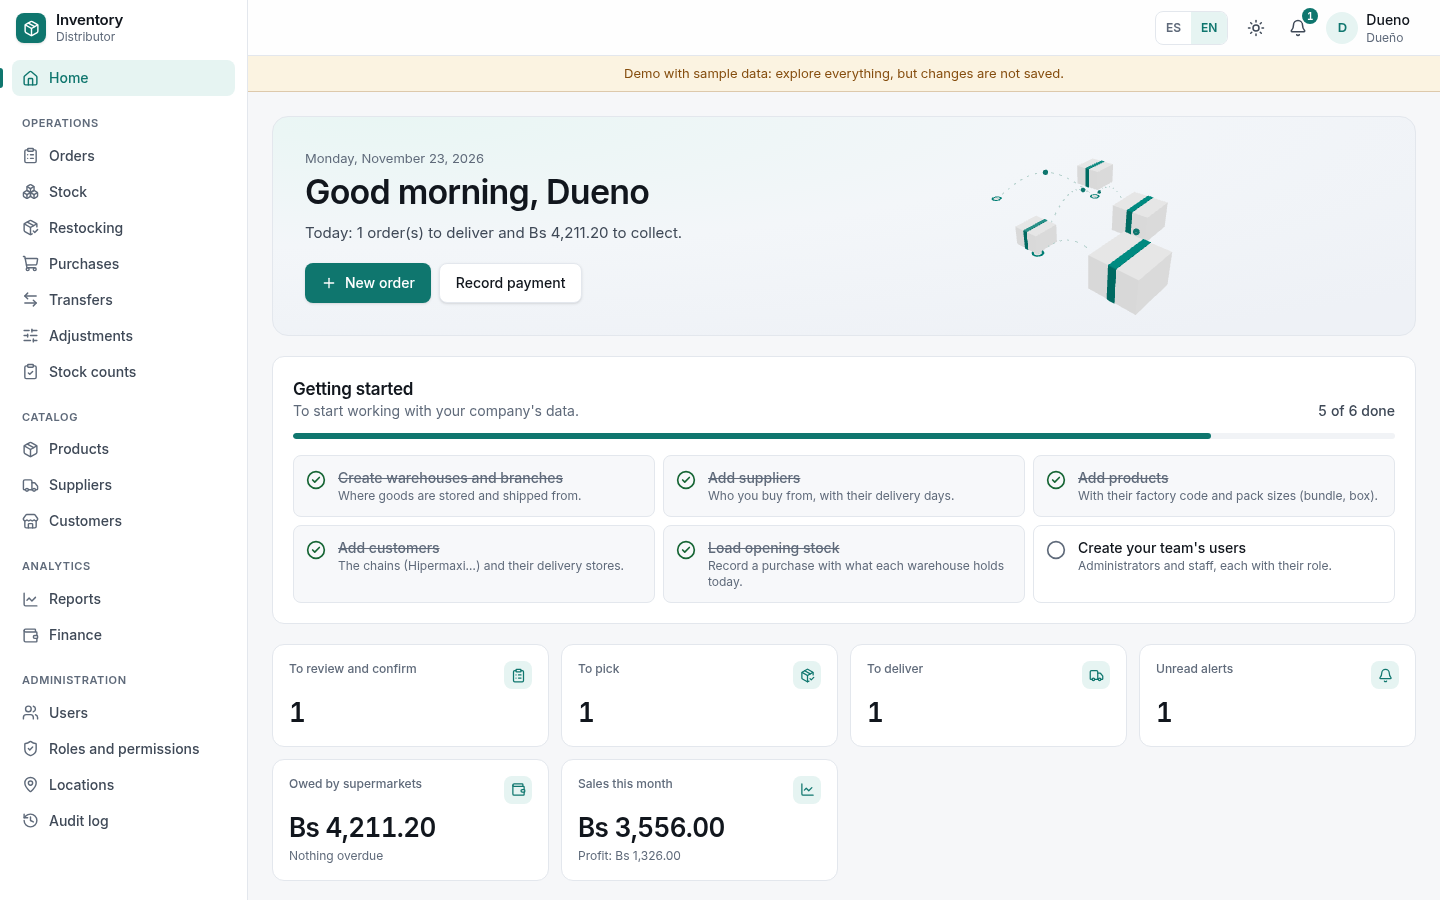 Inventory
Distributor
Home
OPERATIONS
Orders
Stock
Restocking
Purchases
Transfers
Adjustments
Stock counts
CATALOG
Products
Suppliers
Customers
ANALYTICS
Reports
Finance
ADMINISTRATION
Users
Roles and permissions
Locations
Audit log
ES EN
1
D
Dueno
Dueño
Demo with sample data: explore everything, but changes are not saved.
Monday, November 23, 2026
Good morning, Dueno
Today: 1 order(s) to deliver and Bs 4,211.20 to collect.
New order
Record payment
Getting started
To start working with your company's data.
5 of 6 done
Create warehouses and branches
Where goods are stored and shipped from.
Add suppliers
Who you buy from, with their delivery days.
Add products
With their factory code and pack sizes (bundle, box).
Add customers
The chains (Hipermaxi...) and their delivery stores.
Load opening stock
Record a purchase with what each warehouse holds
today.
Create your team's users
Administrators and staff, each with their role.
To review and confirm
1
To pick
1
To deliver
1
Unread alerts
1
Owed by supermarkets
Bs 4,211.20
Nothing overdue
Sales this month
Bs 3,556.00
Profit: Bs 1,326.00